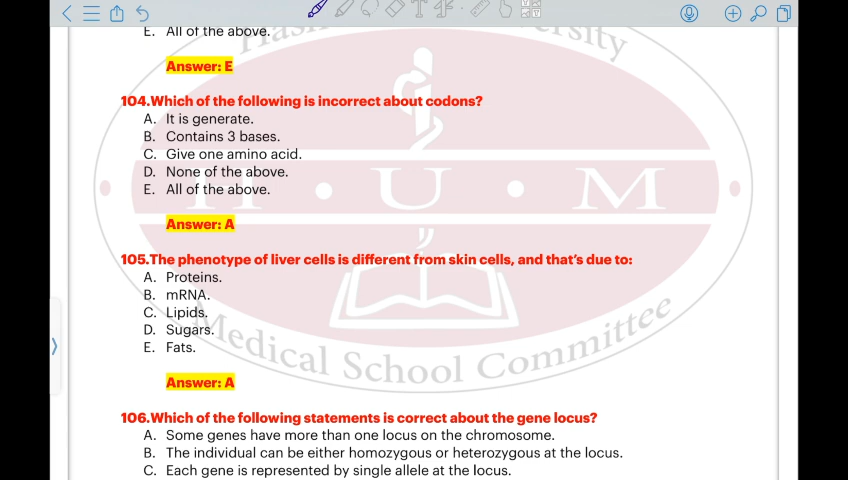 E. All of the above.
Answer: E
104.Which of the following is incorrect about codons?
A. It is generate.
B. Contains 3 bases.
C. Give one amino acid.
D. None of the above.
E. All of the above.
Answer: A
105.The phenotype of liver cells is different from skin cells, and that's due to:
A. Proteins.
B. mRNA.
C. Lipids.
D. Sugars.
E. Fats.
Answer: A
106.Which of the following statements is correct about the gene locus?
A. Some genes have more than one locus on the chromosome.
B. The individual can be either homozygous or heterozygous at the locus.
C. Each gene is represented by single allele at the locus.
H U M
Medical School Committee